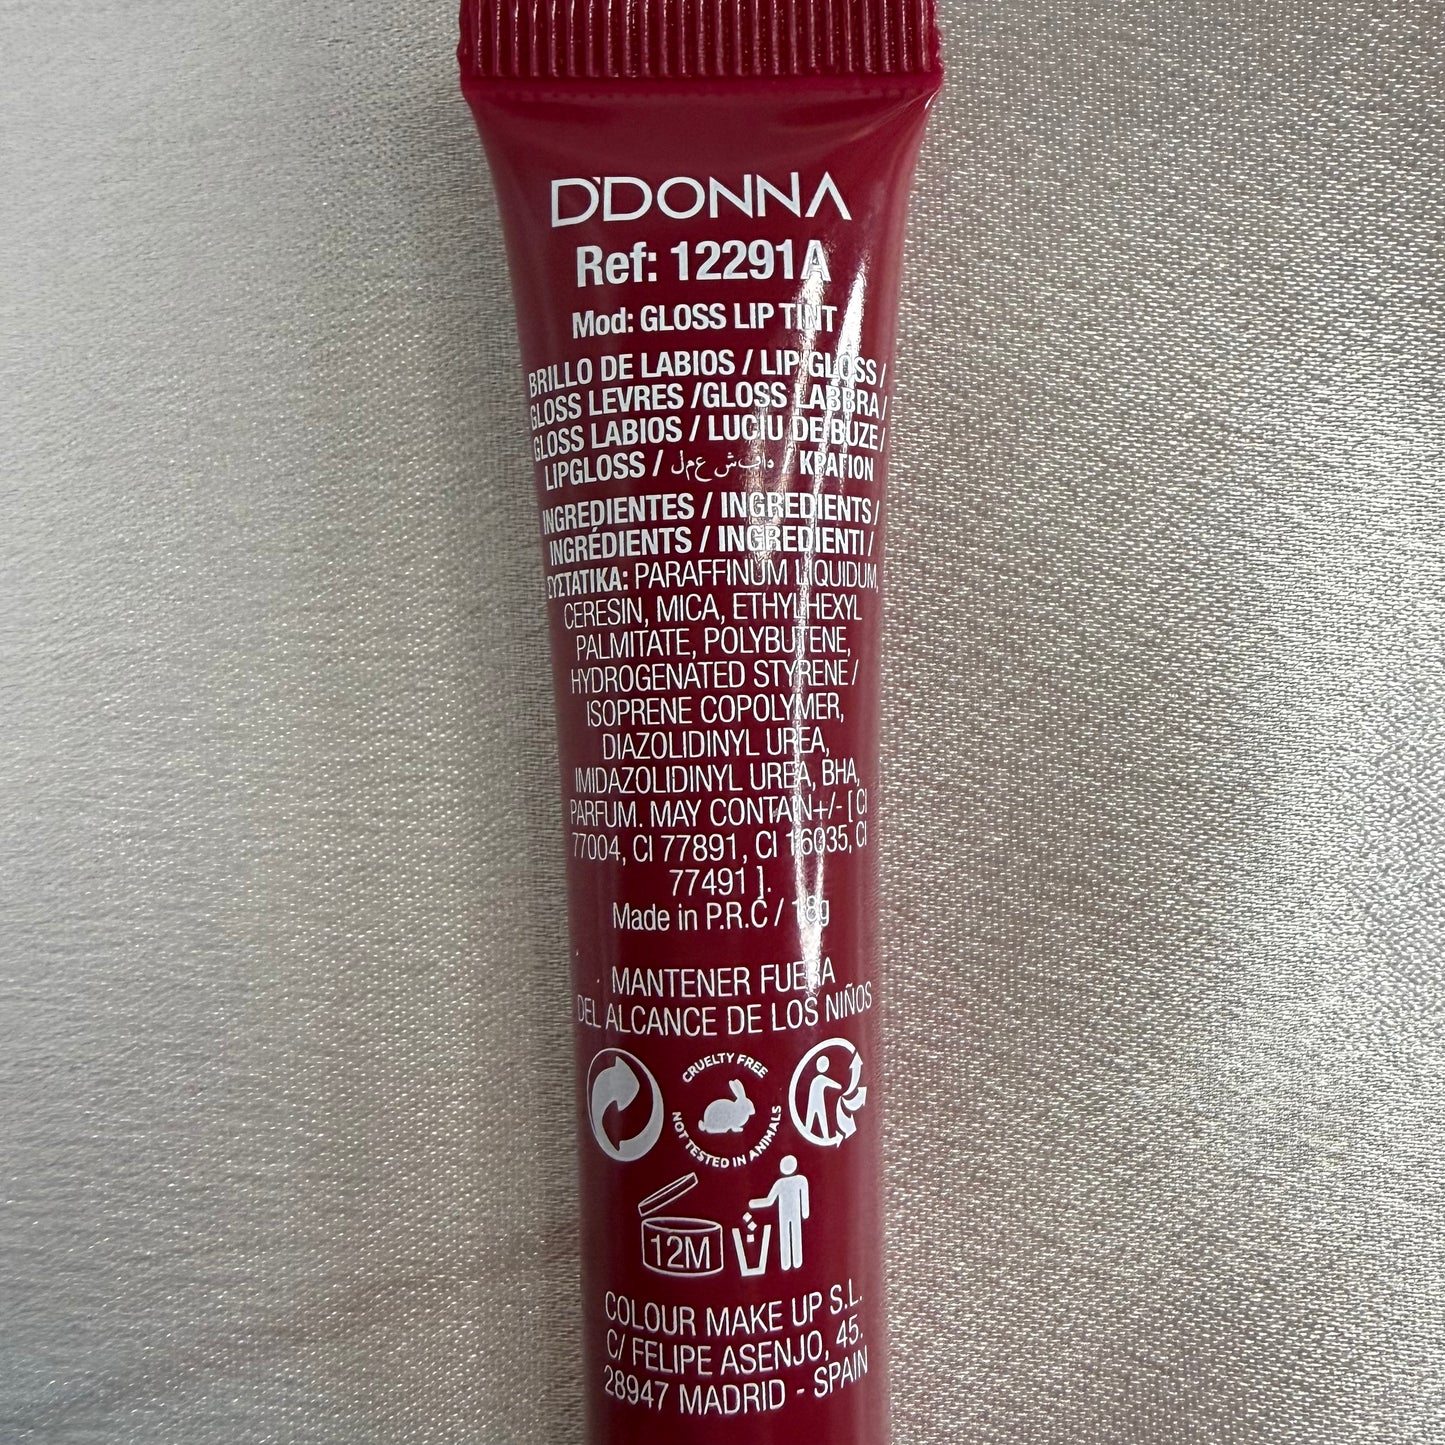 D'DONNA
Ref: 12291A
Mod: GLOSS LIP TINT
BRILLO DE LABIOS / LIP GLOSS /
GLOSS LEVRES /GLOSS LABBRA /
GLOSS LABIOS / LUCIU DE BUZE /
LIPGLOSS / لمع شفاه / ΚΡΑΓΙΟΝ
INGREDIENTES / INGREDIENTS /
INGRÉDIENTS / INGREDIENTI /
ΣΥΣΤΑΤΙΚΑ: PARAFFINUM LIQUIDUM,
CERESIN, MICA, ETHYLHEXYL
PALMITATE, POLYBUTENE,
HYDROGENATED STYRENE /
ISOPRENE COPOLYMER,
DIAZOLIDINYL UREA,
IMIDAZOLIDINYL UREA, BHA,
PARFUM. MAY CONTAIN+/- [ CI
77004, CI 77891, CI 16035, CI
77491 ].
Made in P.R.C / 18g
MANTENER FUERA
DEL ALCANCE DE LOS NIÑOS
CRUELTY FREE
NOT TESTED IN ANIMALS
12M
COLOUR MAKE UP S.L.
C/ FELIPE ASENJO, 45.
28947 MADRID - SPAIN